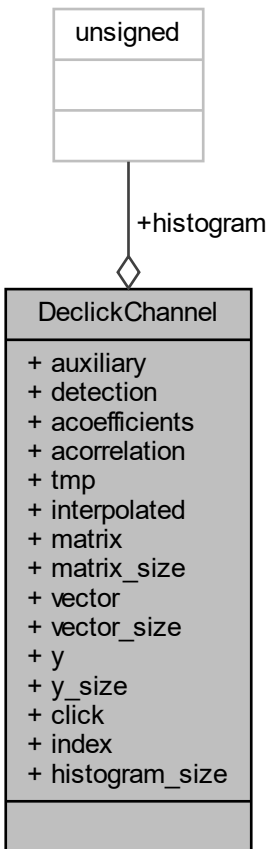 unsigned
+histogram
DeclickChannel
+ auxiliary
+ detection
+ acoefficients
+ acorrelation
+ tmp
+ interpolated
+ matrix
+ matrix_size
+ vector
+ vector_size
+ y
+ y_size
+ click
+ index
+ histogram_size